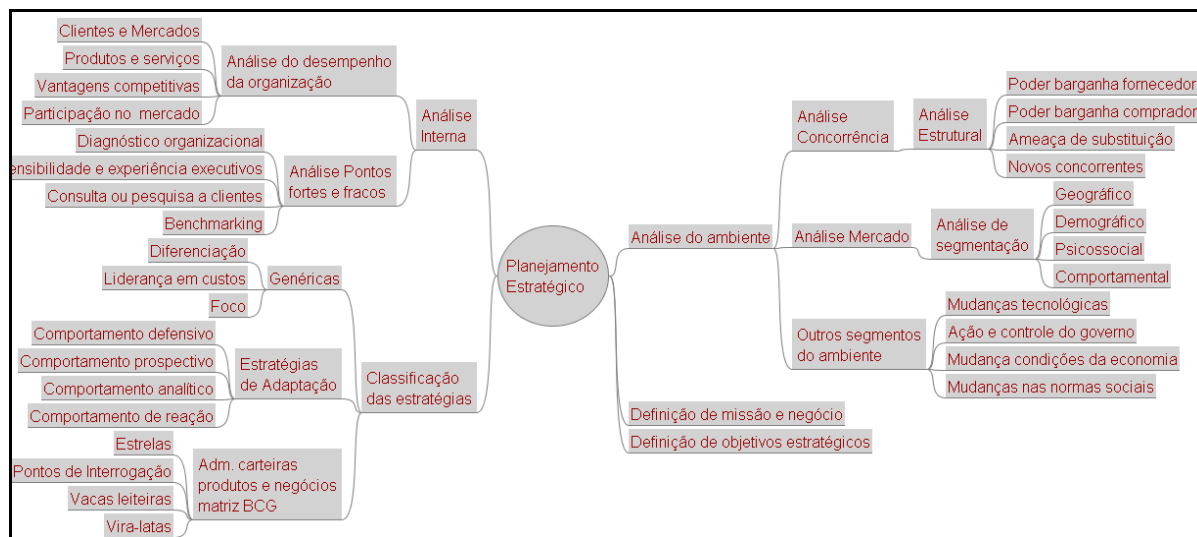 Clientes e Mercados
Produtos e serviços
Vantagens competitivas
Participação no mercado
Análise do desempenho
da organização
Diagnóstico organizacional
ensibilidade e experiência executivos
Consulta ou pesquisa a clientes
Benchmarking
Análise Pontos
fortes e fracos
Análise
Interna
Diferenciação
Liderança em custos
Foco
Genéricas
Comportamento defensivo
Comportamento prospectivo
Comportamento analítico
Comportamento de reação
Estratégias
de Adaptação
Estrelas
Pontos de Interrogação
Vacas leiteiras
Vira-latas
Adm. carteiras
produtos e negócios
matriz BCG
Classificação
das estratégias
Planejamento
Estratégico
Análise do ambiente
Análise
Concorrência
Análise
Estrutural
Poder barganha fornecedor
Poder barganha comprador
Ameaça de substituição
Novos concorrentes
Análise Mercado
Análise de
segmentação
Geográfico
Demográfico
Psicossocial
Comportamental
Outros segmentos
do ambiente
Mudanças tecnológicas
Ação e controle do governo
Mudança condições da economia
Mudanças nas normas sociais
Definição de missão e negócio
Definição de objetivos estratégicos